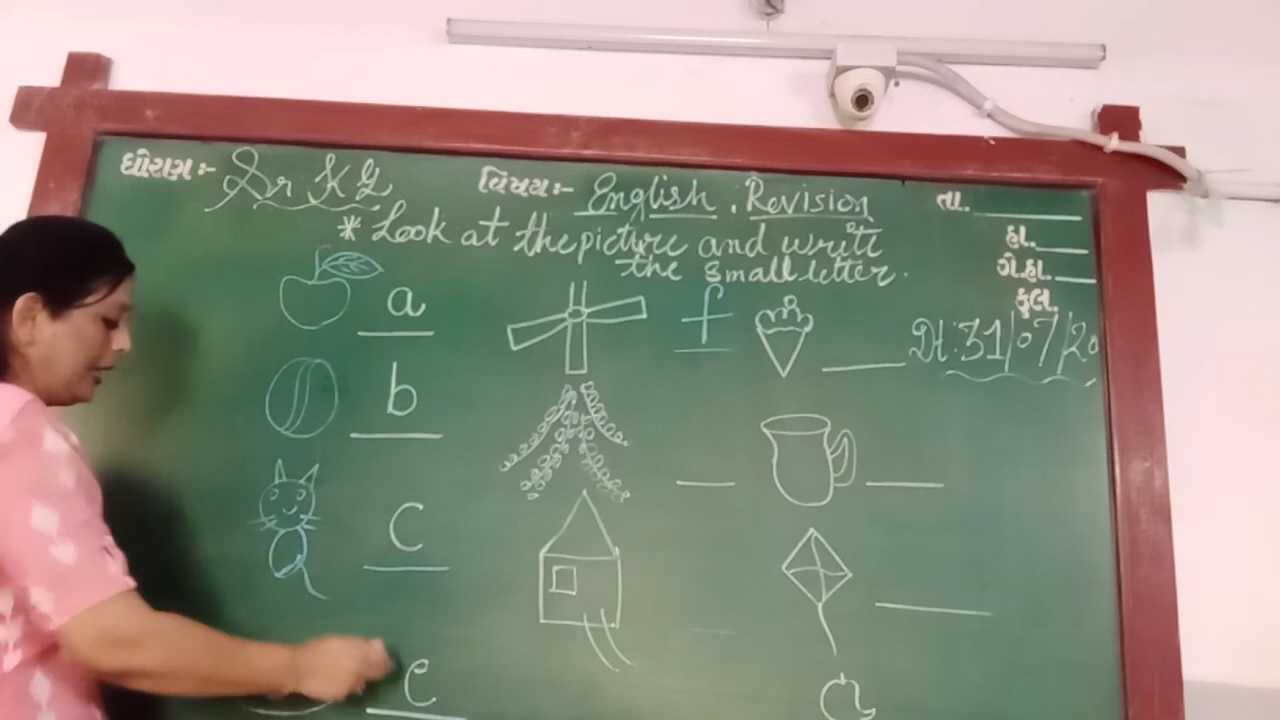 ધોરણઃ- Sr KG વિષયઃ- English Revision તા.
* Look at the picture and write
the small letter.
હા.
ગે.હા.
કુલ.
Dt:31/07/20
a
f
b
c
e